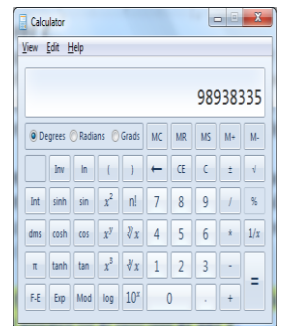 Calculator
View Edit Help
98938335
Degrees Radians Grads MC MR MS M+ M-
Inv ln ( ) ← CE C ± √
Int sinh sin x² n! 7 8 9 / %
dms cosh cos xʸ ʸ√x 4 5 6 * 1/x
π tanh tan x³ ³√x 1 2 3 - =
F-E Exp Mod log 10ˣ 0 . +